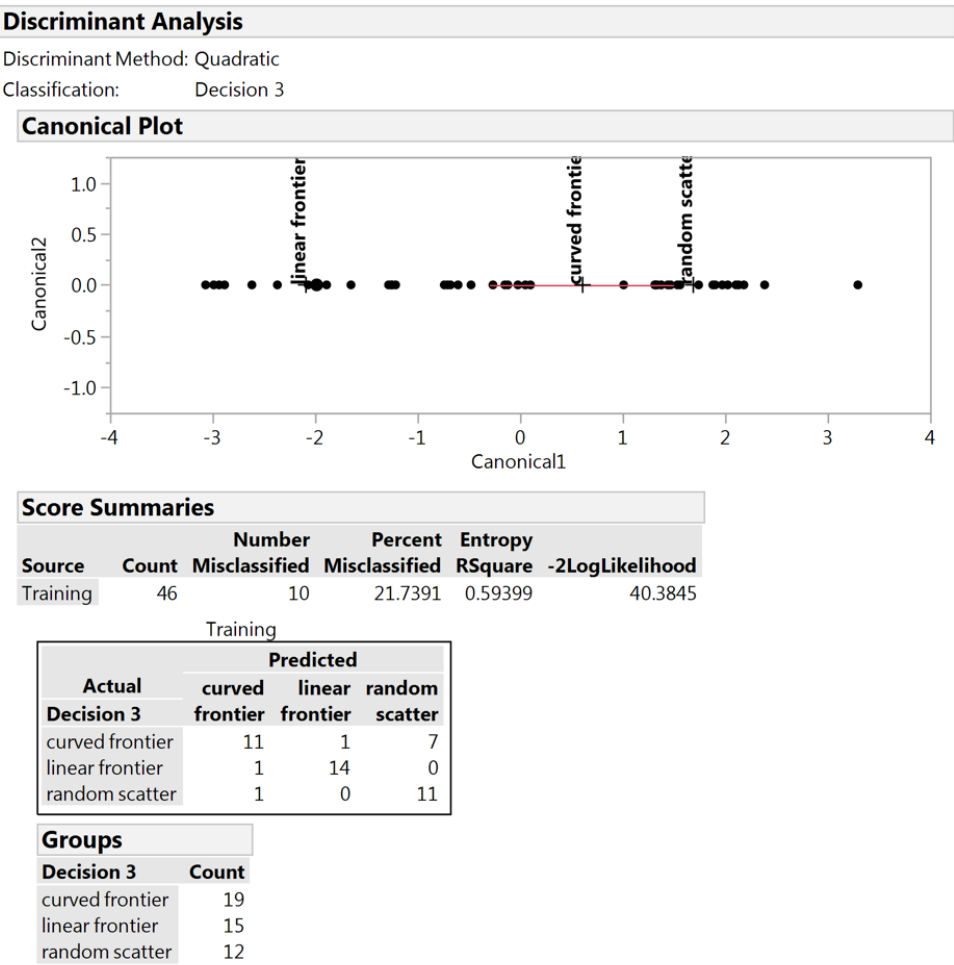 Discriminant Analysis
Discriminant Method: Quadratic
Classification: Decision 3
Canonical Plot
linear frontier
curved frontie
random scatte
1.0
0.5
0.0
-0.5
-1.0
Canonical2
-4 -3 -2 -1 0 1 2 3 4
Canonical1
Score Summaries
Number Percent Entropy
Source Count Misclassified Misclassified RSquare -2LogLikelihood
Training 46 10 21.7391 0.59399 40.3845
Training
Predicted
Actual curved linear random
Decision 3 frontier frontier scatter
curved frontier 11 1 7
linear frontier 1 14 0
random scatter 1 0 11
Groups
Decision 3 Count
curved frontier 19
linear frontier 15
random scatter 12